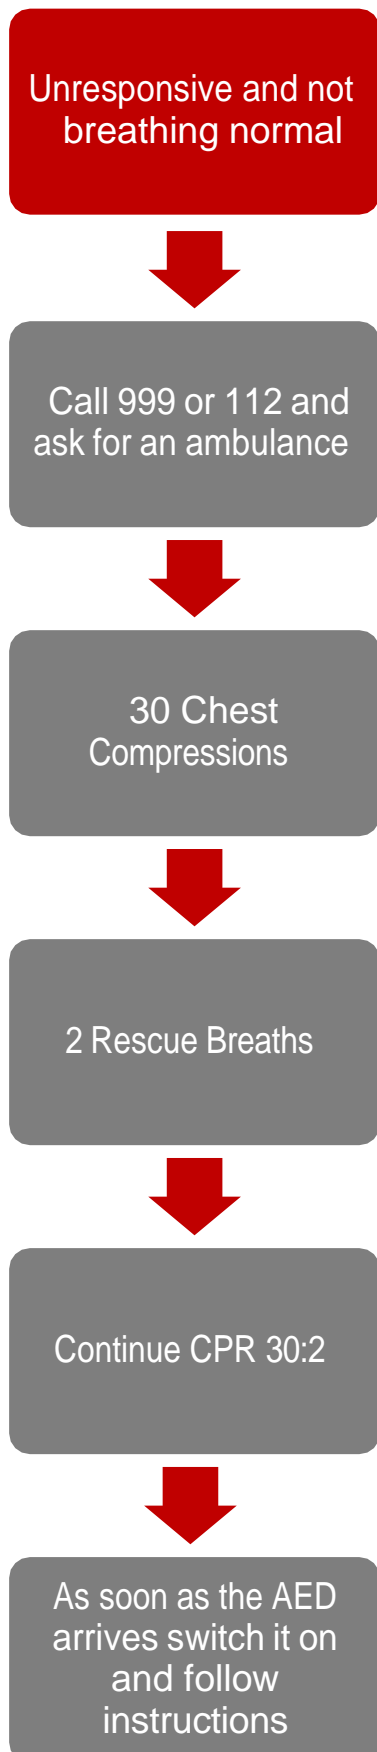 Unresponsive and not
breathing normal
Call 999 or 112 and
ask for an ambulance
30 Chest
Compressions
2 Rescue Breaths
Continue CPR 30:2
As soon as the AED
arrives switch it on
and follow
instructions